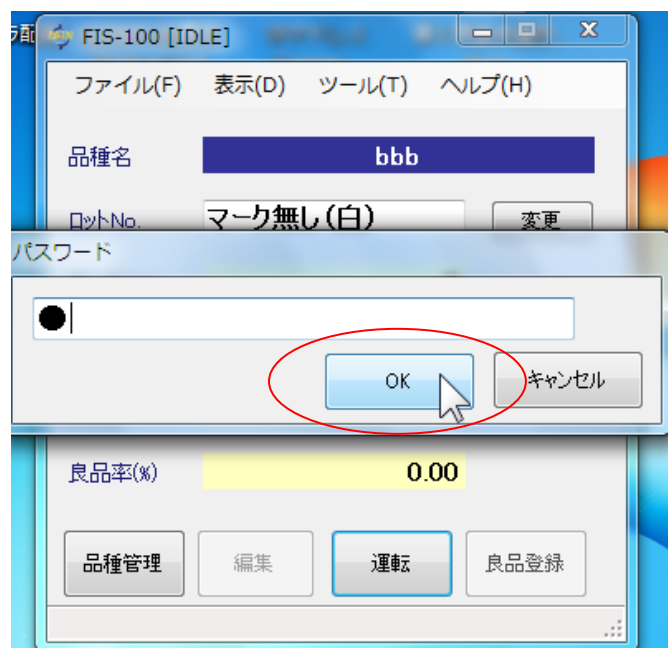 FIS-100 [IDLE]
ファイル(F) 表示(D) ツール(T) ヘルプ(H)
品種名 bbb
ロットNo. マーク無し(白) 変更
パスワード
●
OK キャンセル
良品率(%) 0.00
品種管理 編集 運転 良品登録